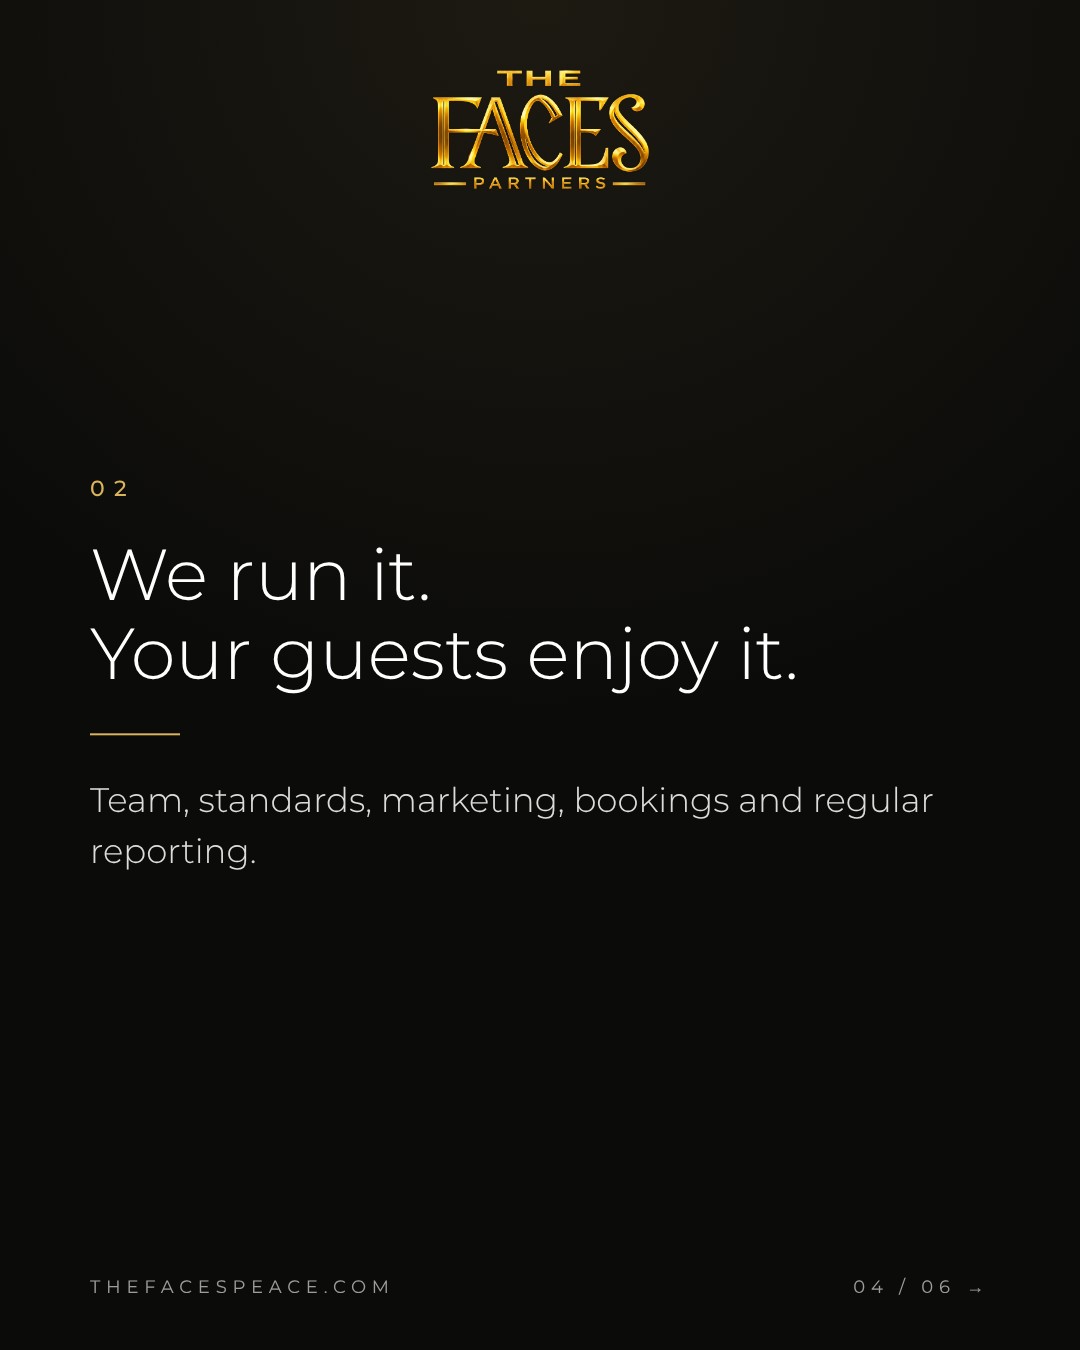 THE
FACES
PARTNERS
02
We run it.
Your guests enjoy it.
Team, standards, marketing, bookings and regular
reporting.
THEFACESPEACE.COM
04 / 06 →